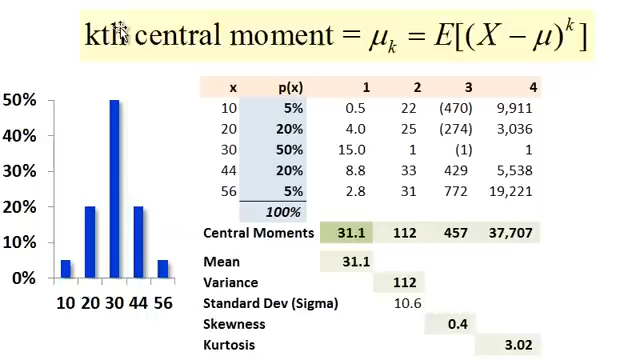 kth central moment = μₖ = E[(X − μ)ᵏ]
x p(x) 1 2 3 4
10 5% 0.5 22 (470) 9,911
20 20% 4.0 25 (274) 3,036
30 50% 15.0 1 (1) 1
44 20% 8.8 33 429 5,538
56 5% 2.8 31 772 19,221
100%
Central Moments 31.1 112 457 37,707
Mean 31.1
Variance 112
Standard Dev (Sigma) 10.6
Skewness 0.4
Kurtosis 3.02
50%
40%
30%
20%
10%
0%
10 20 30 44 56